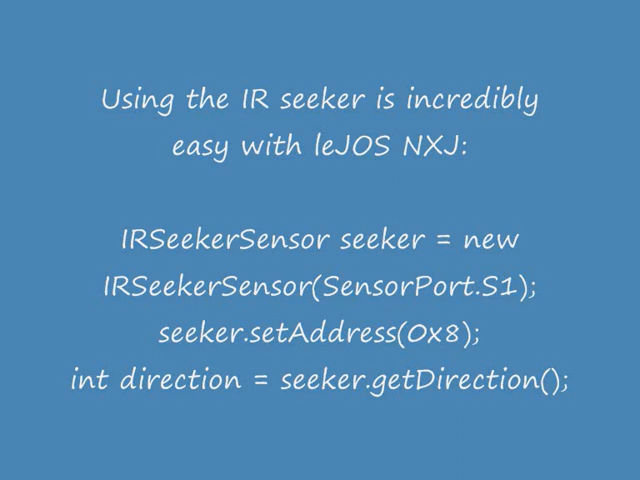 Using the IR seeker is incredibly
easy with leJOS NXJ:
IRSeekerSensor seeker = new
IRSeekerSensor(SensorPort.S1);
seeker.setAddress(0x8);
int direction = seeker.getDirection();